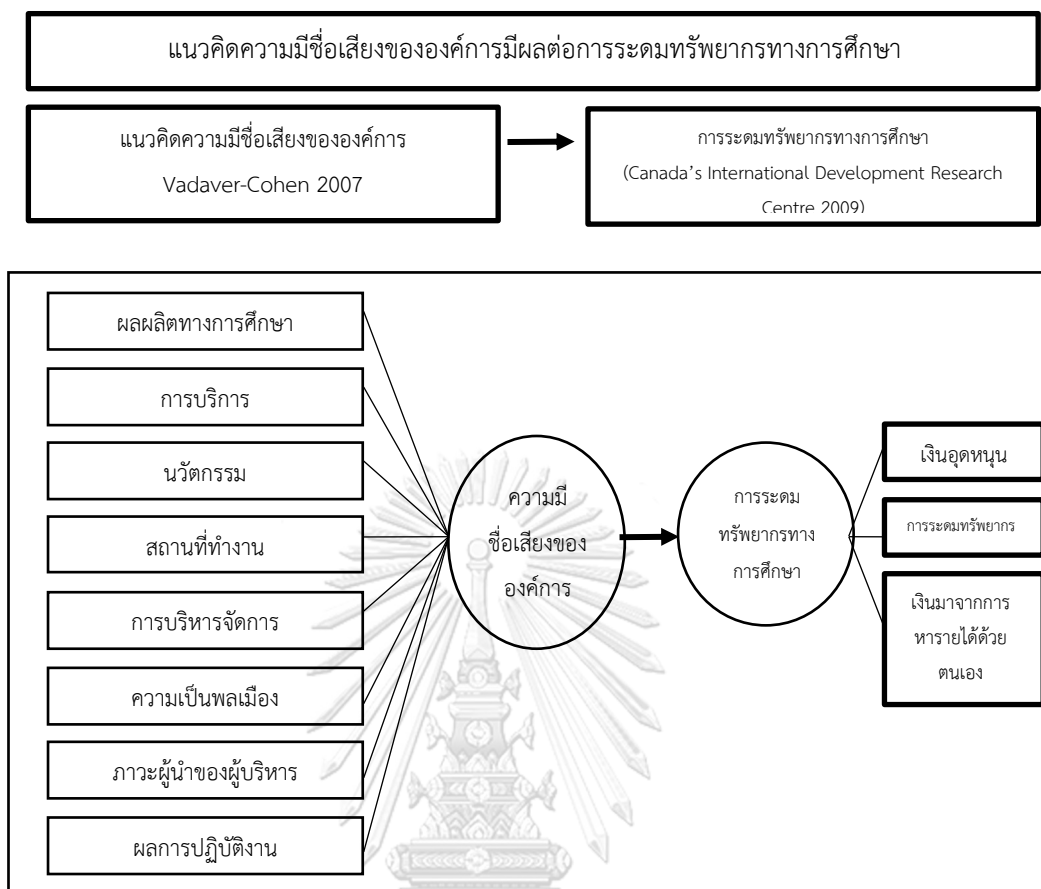 แนวคิดความมีชื่อเสียงขององค์การมีผลต่อการระดมทรัพยากรทางการศึกษา
แนวคิดความมีชื่อเสียงขององค์การ
Vadaver-Cohen 2007
การระดมทรัพยากรทางการศึกษา
(Canada's International Development Research
Centre 2009)
ผลผลิตทางการศึกษา
การบริการ
นวัตกรรม
สถานที่ทำงาน
การบริหารจัดการ
ความเป็นพลเมือง
ภาวะผู้นำของผู้บริหาร
ผลการปฏิบัติงาน
ความมี
ชื่อเสียงของ
องค์การ
การระดม
ทรัพยากรทาง
การศึกษา
เงินอุดหนุน
การระดมทรัพยากร
เงินมาจากการ
หารายได้ด้วย
ตนเอง